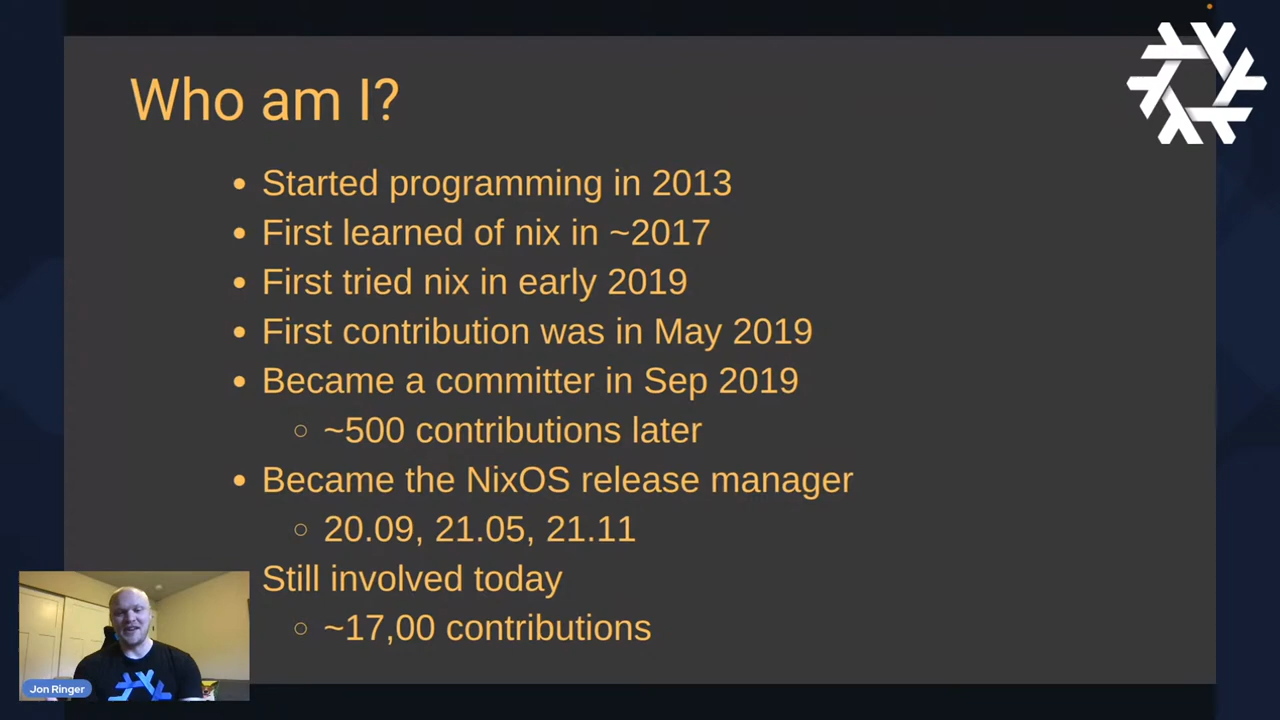 Who am I?
• Started programming in 2013
• First learned of nix in ~2017
• First tried nix in early 2019
• First contribution was in May 2019
• Became a committer in Sep 2019
○ ~500 contributions later
• Became the NixOS release manager
○ 20.09, 21.05, 21.11
Still involved today
○ ~17,00 contributions
Jon Ringer